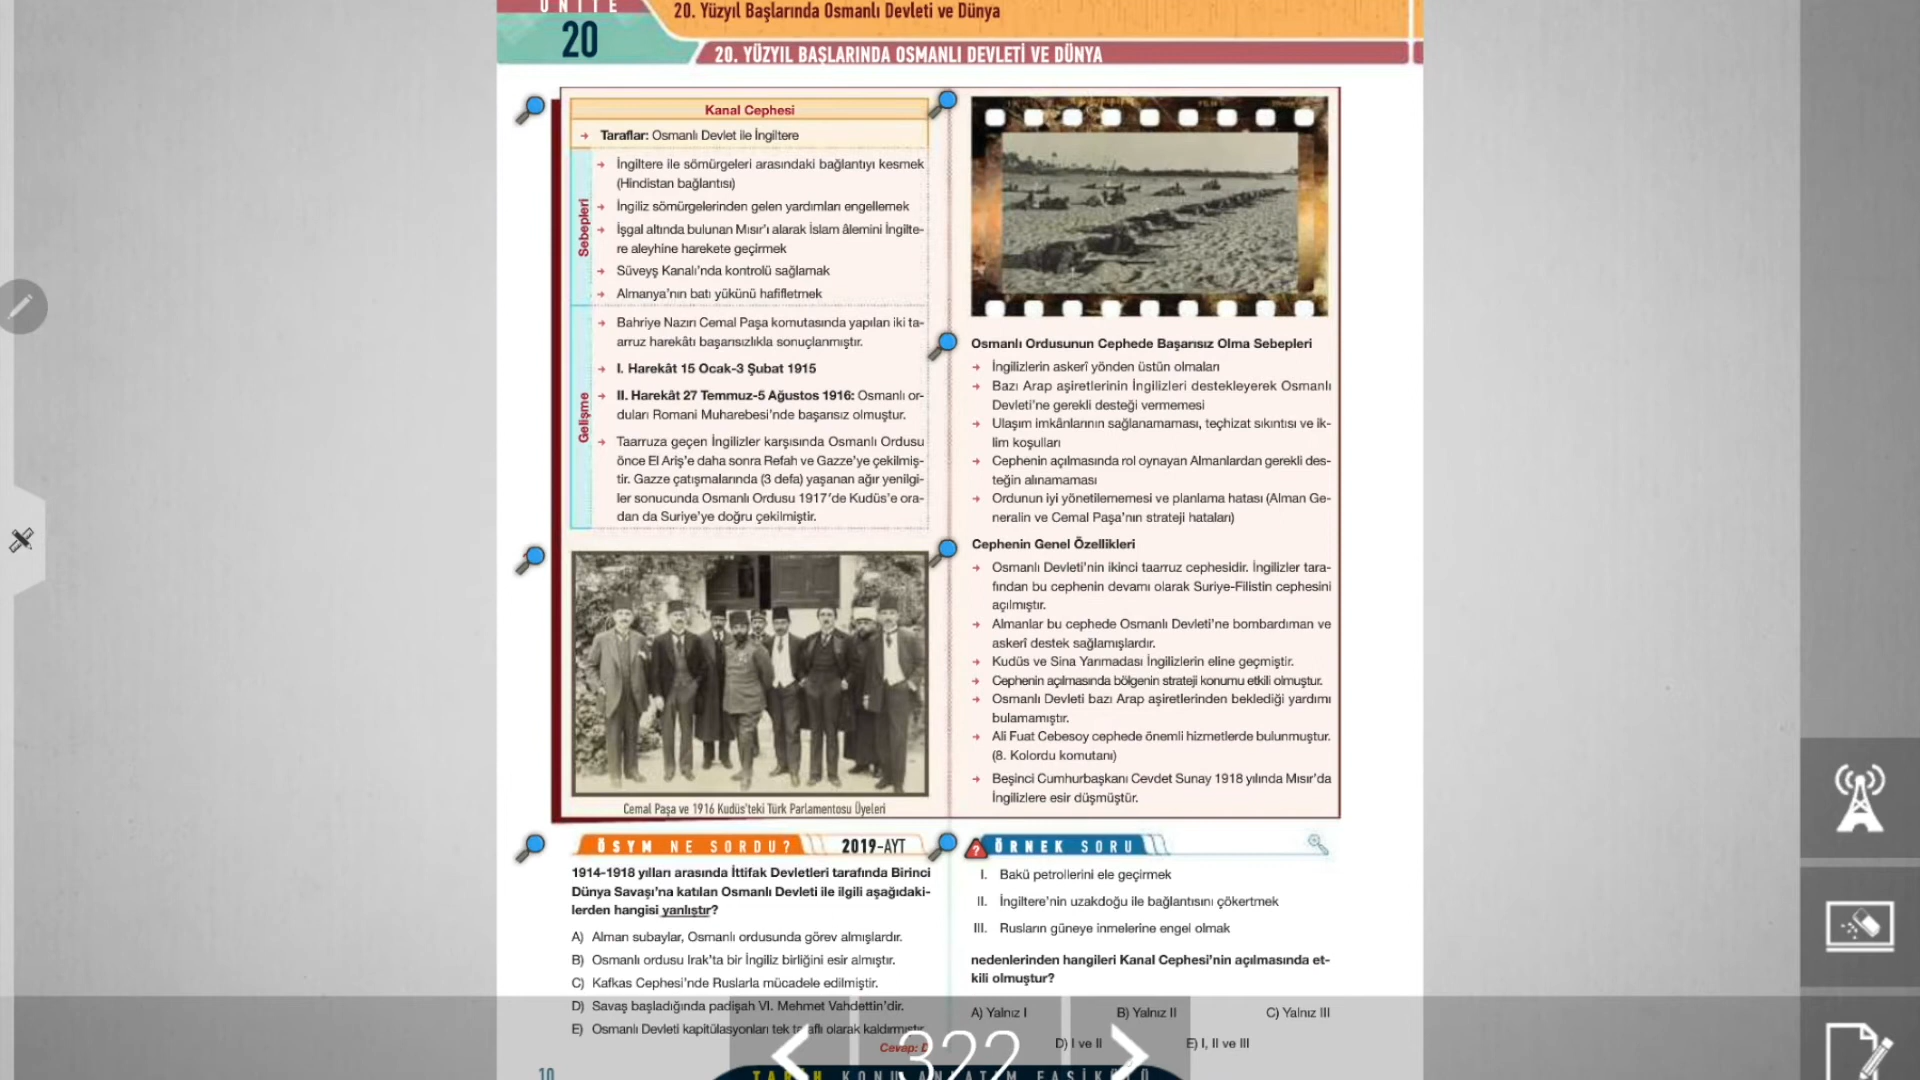 ÜNİTE
20
20. Yüzyıl Başlarında Osmanlı Devleti ve Dünya
20. YÜZYIL BAŞLARINDA OSMANLI DEVLETİ VE DÜNYA
Kanal Cephesi
Taraflar: Osmanlı Devlet ile İngiltere
Sebepleri
İngiltere ile sömürgeleri arasındaki bağlantıyı kesmek
(Hindistan bağlantısı)
İngiliz sömürgelerinden gelen yardımları engellemek
İşgal altında bulunan Mısır'ı alarak İslam âlemini İngilte-
re aleyhine harekete geçirmek
Süveyş Kanalı'nda kontrolü sağlamak
Almanya'nın batı yükünü hafifletmek
Gelişme
Bahriye Nazırı Cemal Paşa komutasında yapılan iki ta-
arruz harekâtı başarısızlıkla sonuçlanmıştır.
I. Harekât 15 Ocak-3 Şubat 1915
II. Harekât 27 Temmuz-5 Ağustos 1916: Osmanlı or-
duları Romani Muharebesi'nde başarısız olmuştur.
Taarruza geçen İngilizler karşısında Osmanlı Ordusu
önce El Ariş'e daha sonra Refah ve Gazze'ye çekilmiş-
tir. Gazze çatışmalarında (3 defa) yaşanan ağır yenilgi-
ler sonucunda Osmanlı Ordusu 1917'de Kudüs'e ora-
dan da Suriye'ye doğru çekilmiştir.
Cemal Paşa ve 1916 Kudüs'teki Türk Parlamentosu Üyeleri
Osmanlı Ordusunun Cephede Başarısız Olma Sebepleri
İngilizlerin askerî yönden üstün olmaları
Bazı Arap aşiretlerinin İngilizleri destekleyerek Osmanlı
Devleti'ne gerekli desteği vermemesi
Ulaşım imkânlarının sağlanamaması, teçhizat sıkıntısı ve ik-
lim koşulları
Cephenin açılmasında rol oynayan Almanlardan gerekli des-
teğin alınamaması
Ordunun iyi yönetilememesi ve planlama hatası (Alman Ge-
neralin ve Cemal Paşa'nın strateji hataları)
Cephenin Genel Özellikleri
Osmanlı Devleti'nin ikinci taarruz cephesidir. İngilizler tara-
fından bu cephenin devamı olarak Suriye-Filistin cephesini
açılmıştır.
Almanlar bu cephede Osmanlı Devleti'ne bombardıman ve
askerî destek sağlamışlardır.
Kudüs ve Sina Yarımadası İngilizlerin eline geçmiştir.
Cephenin açılmasında bölgenin strateji konumu etkili olmuştur.
Osmanlı Devleti bazı Arap aşiretlerinden beklediği yardımı
bulamamıştır.
Ali Fuat Cebesoy cephede önemli hizmetlerde bulunmuştur.
(8. Kolordu komutanı)
Beşinci Cumhurbaşkanı Cevdet Sunay 1918 yılında Mısır'da
İngilizlere esir düşmüştür.
ÖSYM NE SORDU? 2019-AYT
1914-1918 yılları arasında İttifak Devletleri tarafında Birinci
Dünya Savaşı'na katılan Osmanlı Devleti ile ilgili aşağıdaki-
lerden hangisi yanlıştır?
A) Alman subaylar, Osmanlı ordusunda görev almışlardır.
B) Osmanlı ordusu Irak'ta bir İngiliz birliğini esir almıştır.
C) Kafkas Cephesi'nde Ruslarla mücadele edilmiştir.
D) Savaş başladığında padişah VI. Mehmet Vahdettin'dir.
E) Osmanlı Devleti kapitülasyonları tek taraflı olarak kaldırmıştır.
Cevap: D
? ÖRNEK SORU
I. Bakü petrollerini ele geçirmek
II. İngiltere'nin uzakdoğu ile bağlantısını çökertmek
III. Rusların güneye inmelerine engel olmak
nedenlerinden hangileri Kanal Cephesi'nin açılmasında et-
kili olmuştur?
A) Yalnız I B) Yalnız II C) Yalnız III
D) I ve II E) I, II ve III
322
10
TARİH KONU ANLATIM FASİKÜLÜ